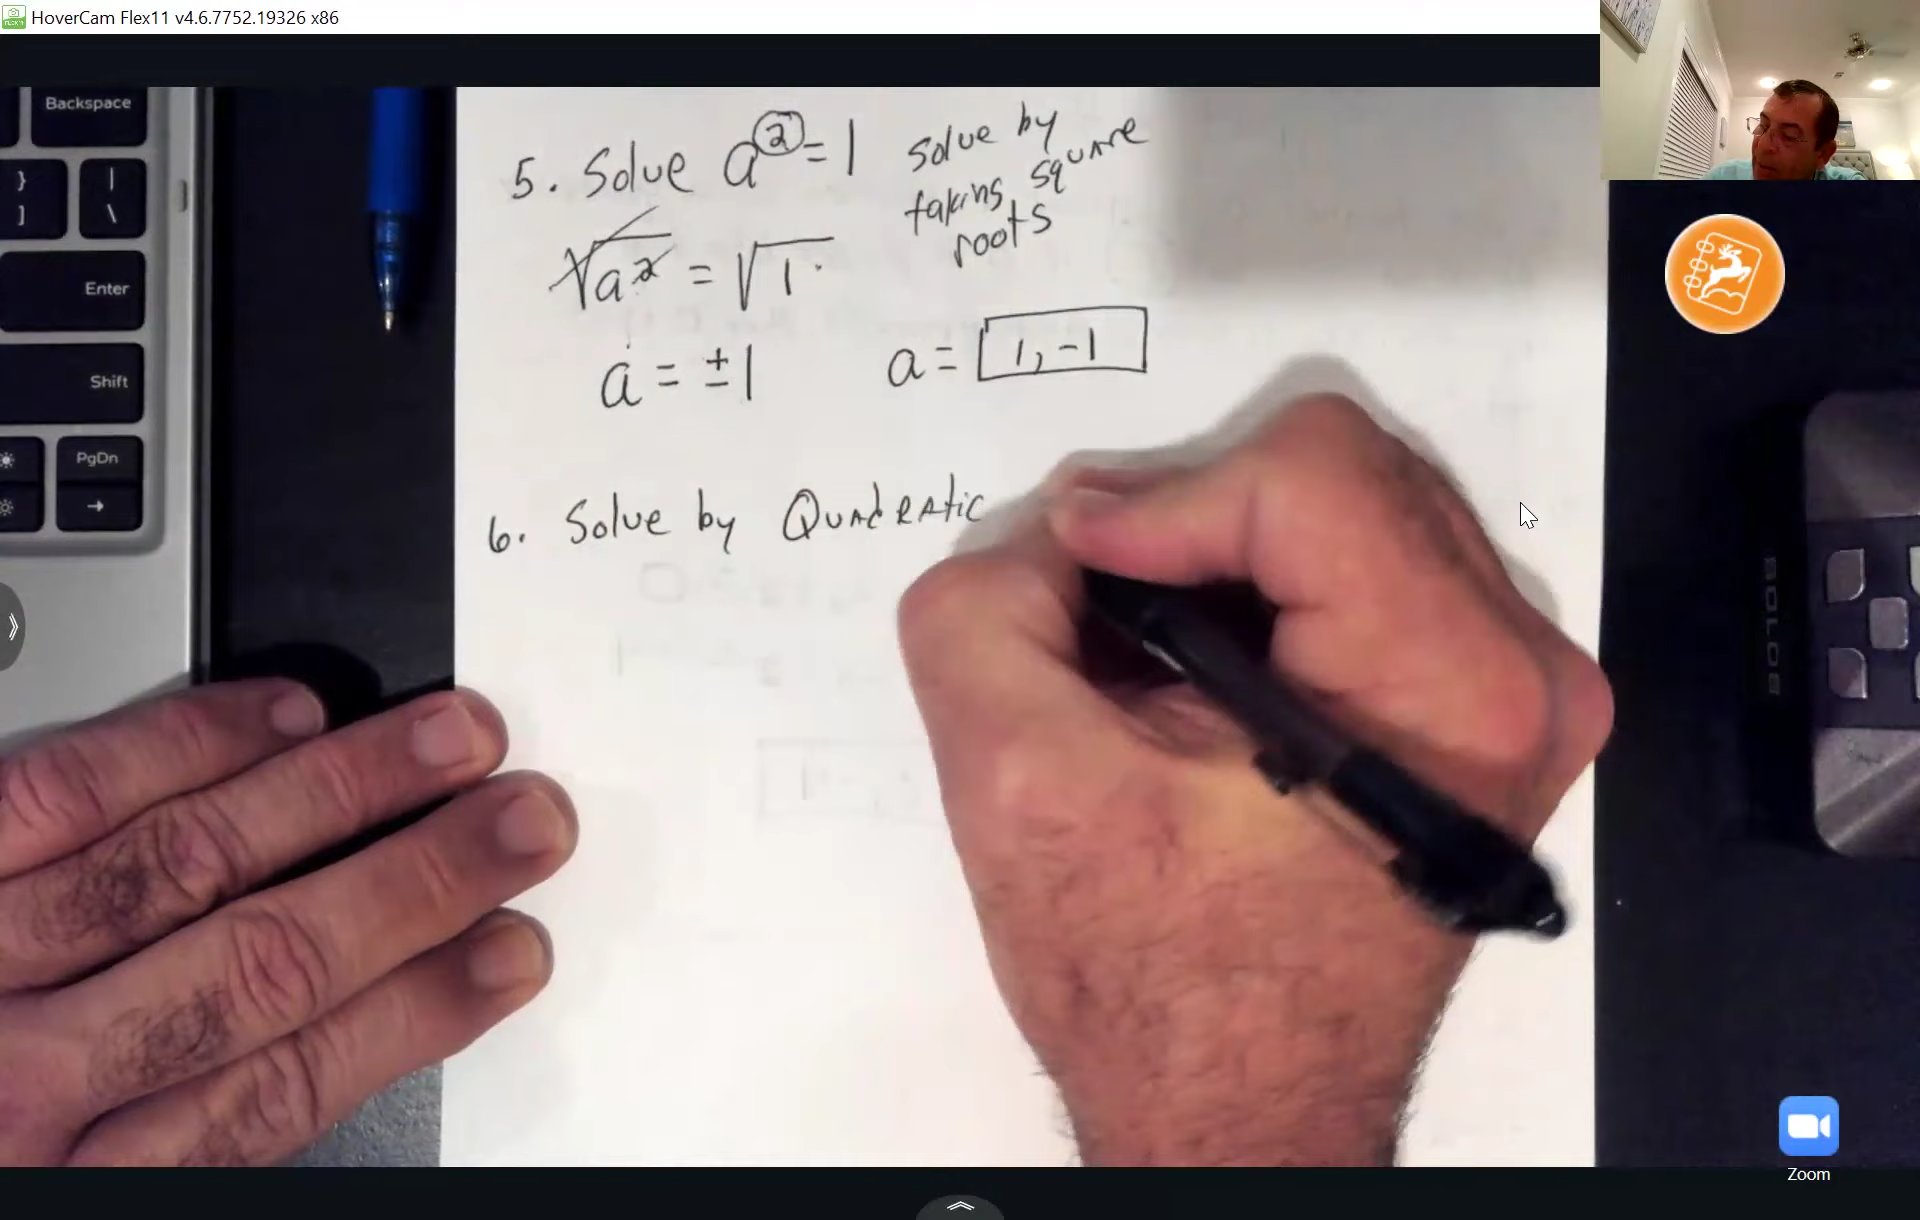 HoverCam Flex11 v4.6.7752.19326 x86
Backspace
}
]
|
\
Enter
Shift
PgDn
→
5. Solve a² = 1
solve by
taking square
roots
√a² = √1
a = ±1
a = 1, -1
6. Solve by Quadratic
SOLO8
Zoom